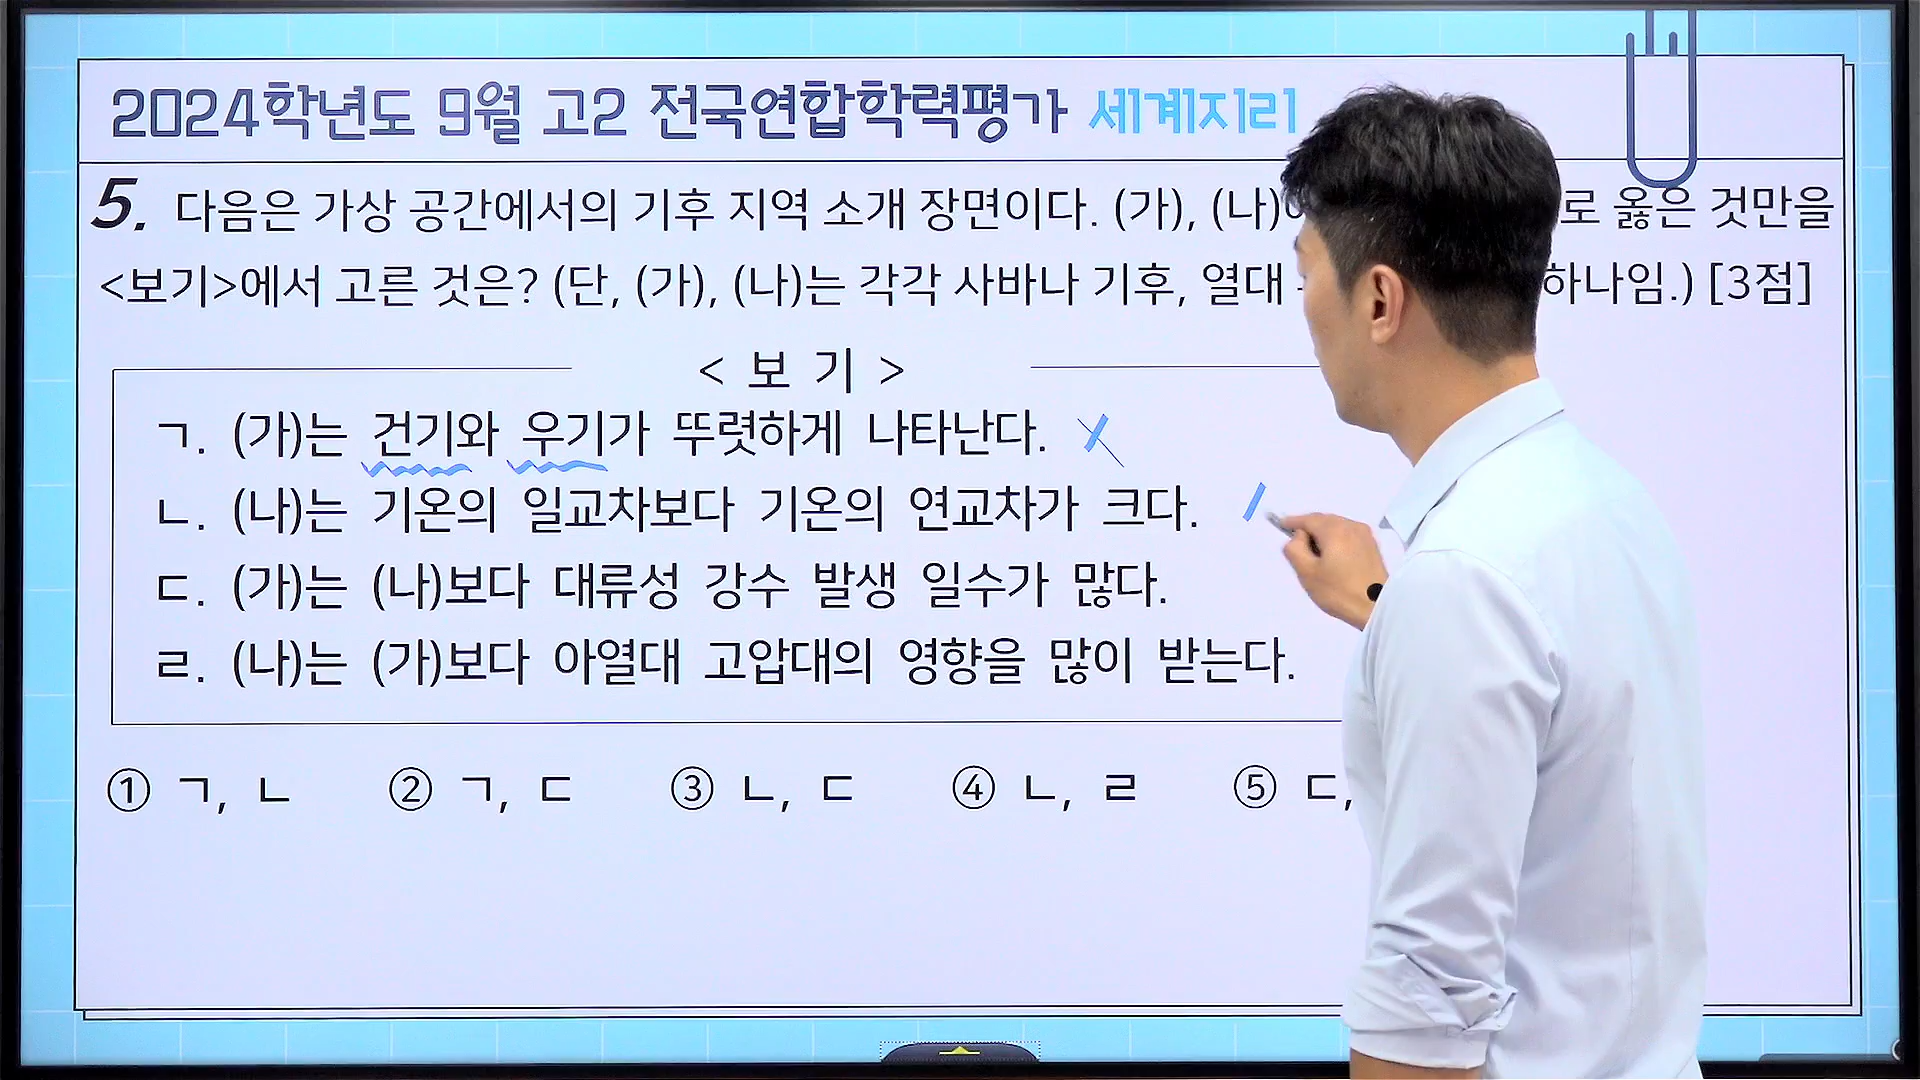 2024학년도 9월 고2 전국연합학력평가 세계지리
5. 다음은 가상 공간에서의 기후 지역 소개 장면이다. (가), (나) 로 옳은 것만을
<보기>에서 고른 것은? (단, (가), (나)는 각각 사바나 기후, 열대 하나임.) [3점]
< 보 기 >
ㄱ. (가)는 건기와 우기가 뚜렷하게 나타난다.
ㄴ. (나)는 기온의 일교차보다 기온의 연교차가 크다.
ㄷ. (가)는 (나)보다 대류성 강수 발생 일수가 많다.
ㄹ. (나)는 (가)보다 아열대 고압대의 영향을 많이 받는다.
① ㄱ, ㄴ ② ㄱ, ㄷ ③ ㄴ, ㄷ ④ ㄴ, ㄹ ⑤ ㄷ,